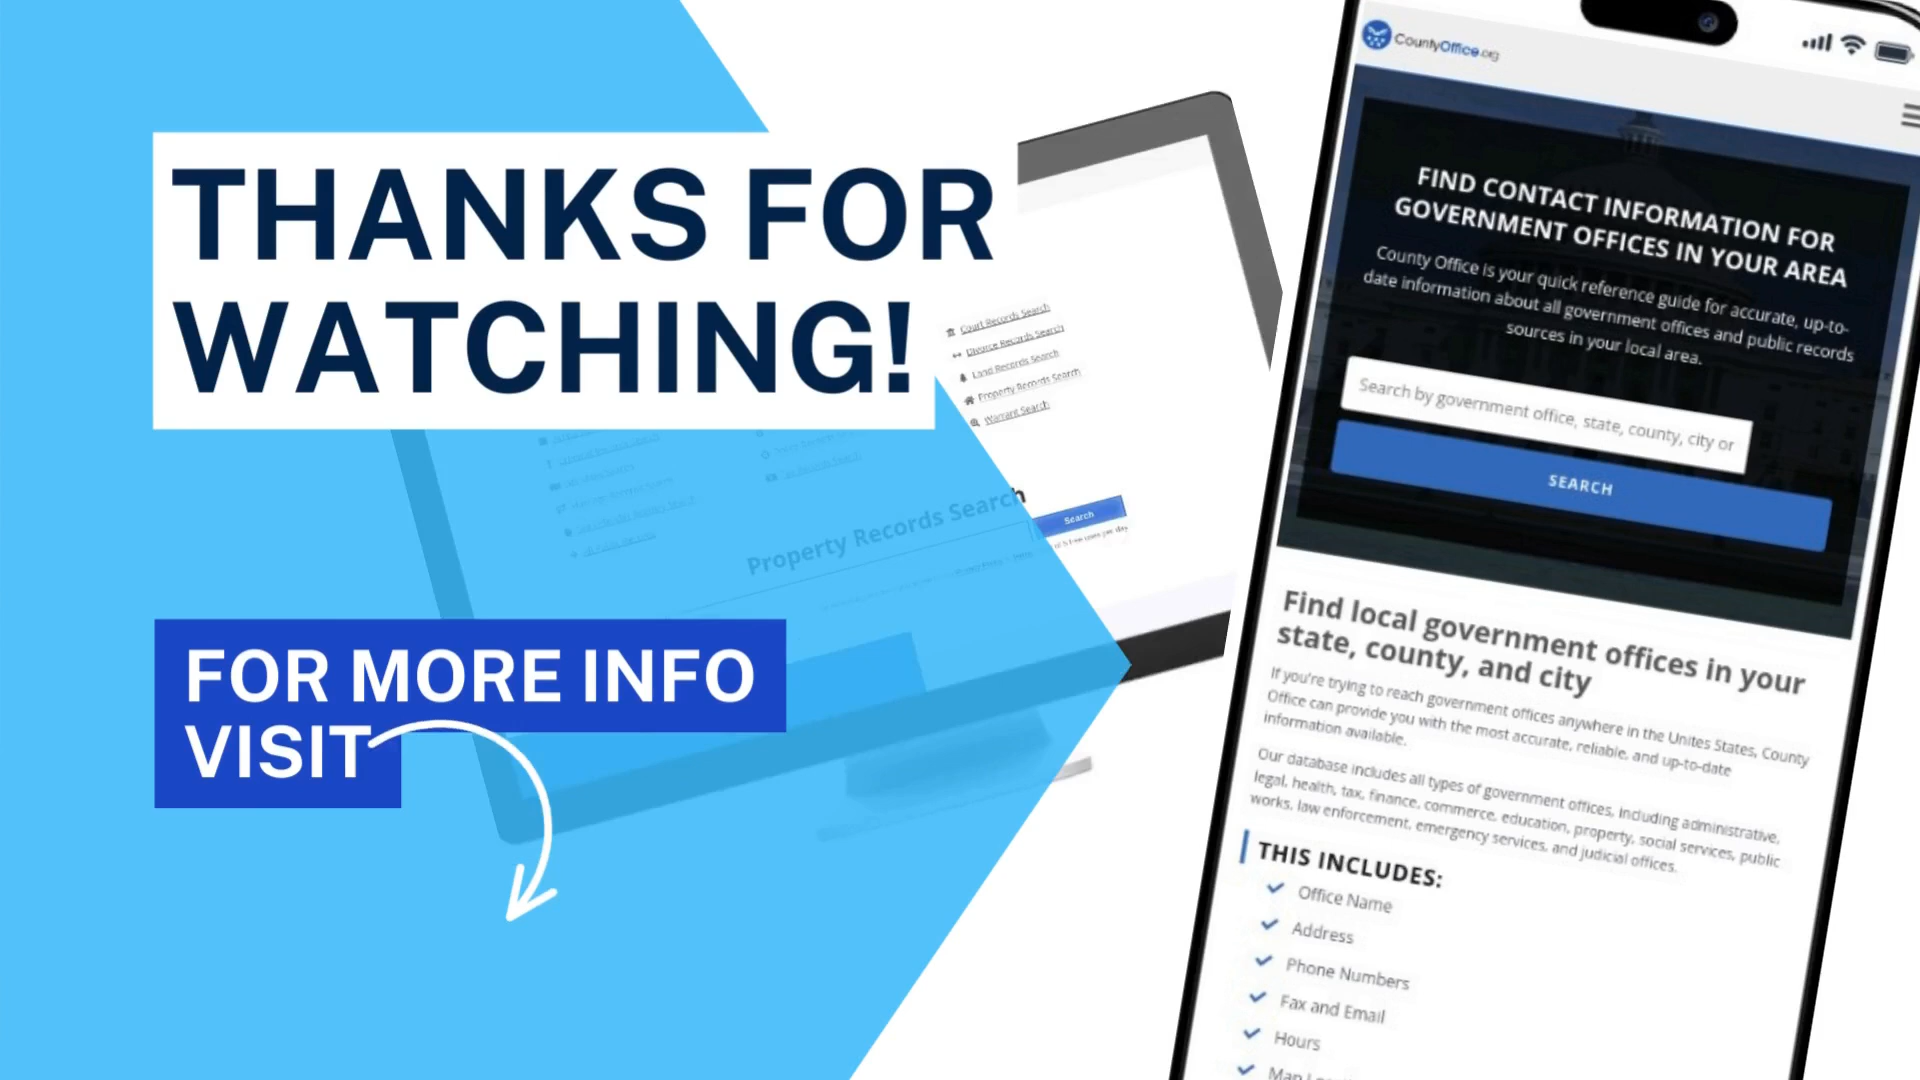 THANKS FOR
WATCHING!
FOR MORE INFO
VISIT
Court Records Search
Divorce Records Search
Land Records Search
Property Records Search
Warrant Search
Property Records Search
Search
of 5 free uses per day
CountyOffice.org
FIND CONTACT INFORMATION FOR
GOVERNMENT OFFICES IN YOUR AREA
County Office is your quick reference guide for accurate, up-to-
date information about all government offices and public records
sources in your local area.
Search by government office, state, county, city or
SEARCH
Find local government offices in your
state, county, and city
If you're trying to reach government offices anywhere in the Unites States, County
Office can provide you with the most accurate, reliable, and up-to-date
information available.
Our database includes all types of government offices, including administrative,
legal, health, tax, finance, commerce, education, property, social services, public
works, law enforcement, emergency services, and judicial offices.
THIS INCLUDES:
Office Name
Address
Phone Numbers
Fax and Email
Hours